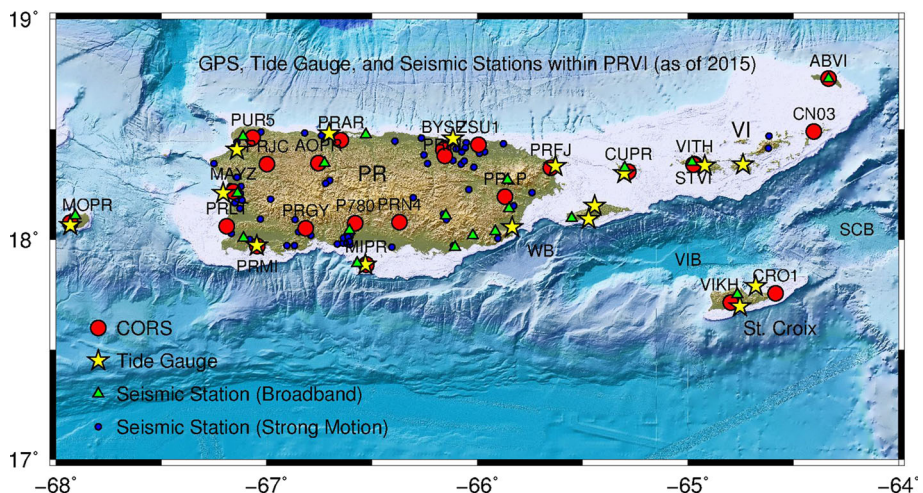 19°
GPS, Tide Gauge, and Seismic Stations within PRVI (as of 2015)
ABVI
PUR5
PRAR
BYSP
ZSU1
CN03
PRJC
AOPR
PRFJ
CUPR
VITH
VI
PR
STVI
MAYZ
MOPR
PRGY
P780
PRN4
SCB
18°
MIPR
WB
PRMI
VIB
VIKH
CRO1
St. Croix
CORS
Tide Gauge
Seismic Station (Broadband)
Seismic Station (Strong Motion)
17°
−68°
−67°
−66°
−65°
−64°